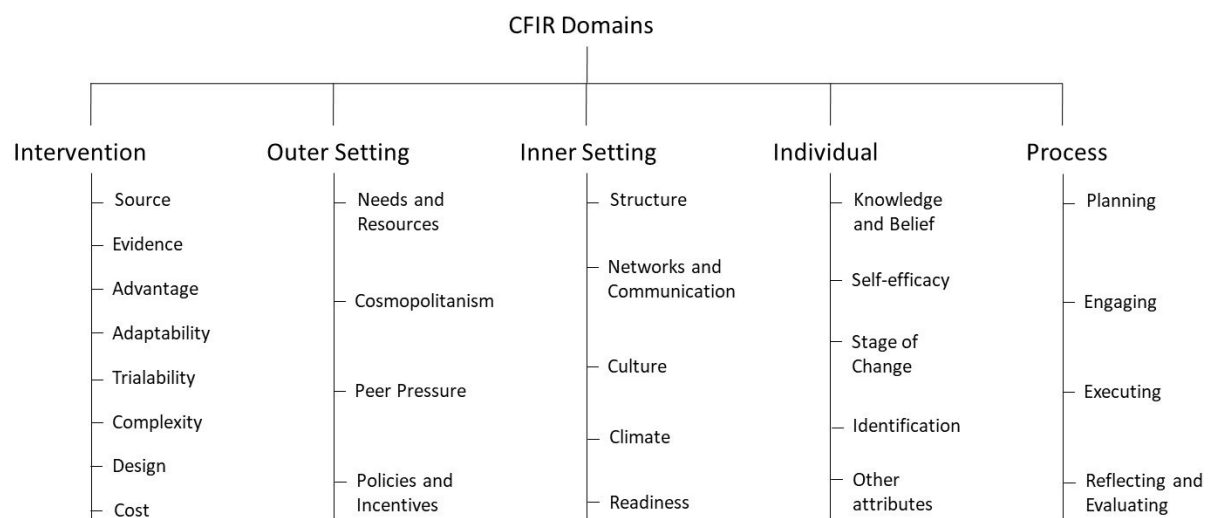 CFIR Domains
Intervention
Source
Evidence
Advantage
Adaptability
Trialability
Complexity
Design
Cost
Outer Setting
Needs and
Resources
Cosmopolitanism
Peer Pressure
Policies and
Incentives
Inner Setting
Structure
Networks and
Communication
Culture
Climate
Readiness
Individual
Knowledge
and Belief
Self-efficacy
Stage of
Change
Identification
Other
attributes
Process
Planning
Engaging
Executing
Reflecting and
Evaluating